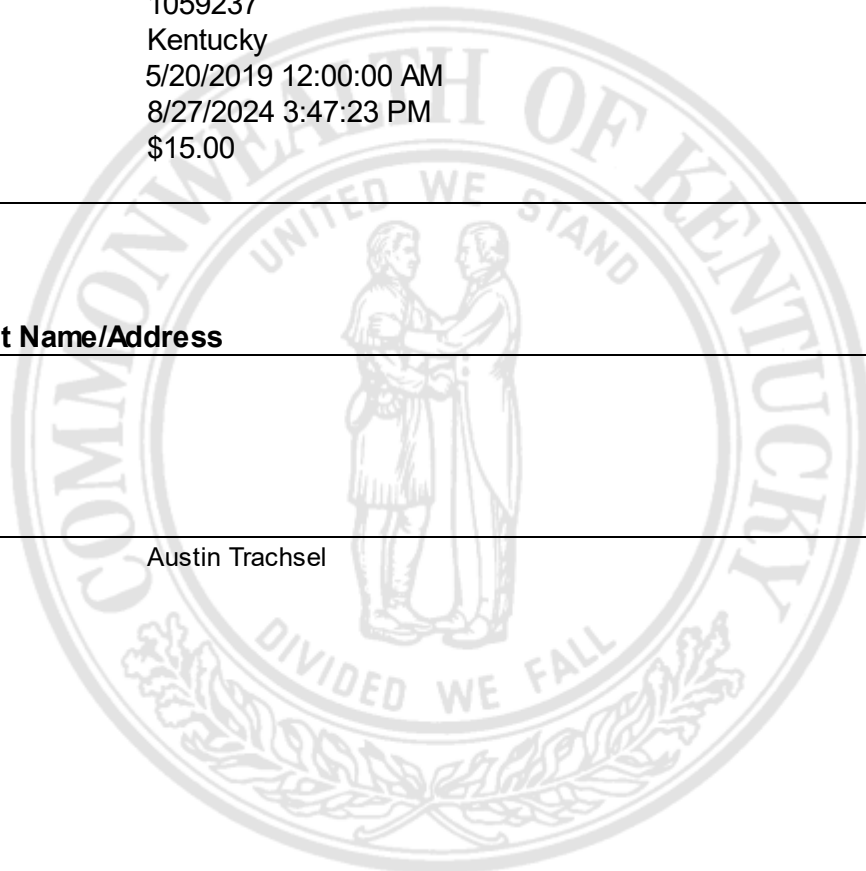 1059237
Kentucky
5/20/2019 12:00:00 AM
8/27/2024 3:47:23 PM
$15.00
t Name/Address
Austin Trachsel
COMMONWEALTH OF KENTUCKY
UNITED WE STAND
DIVIDED WE FALL